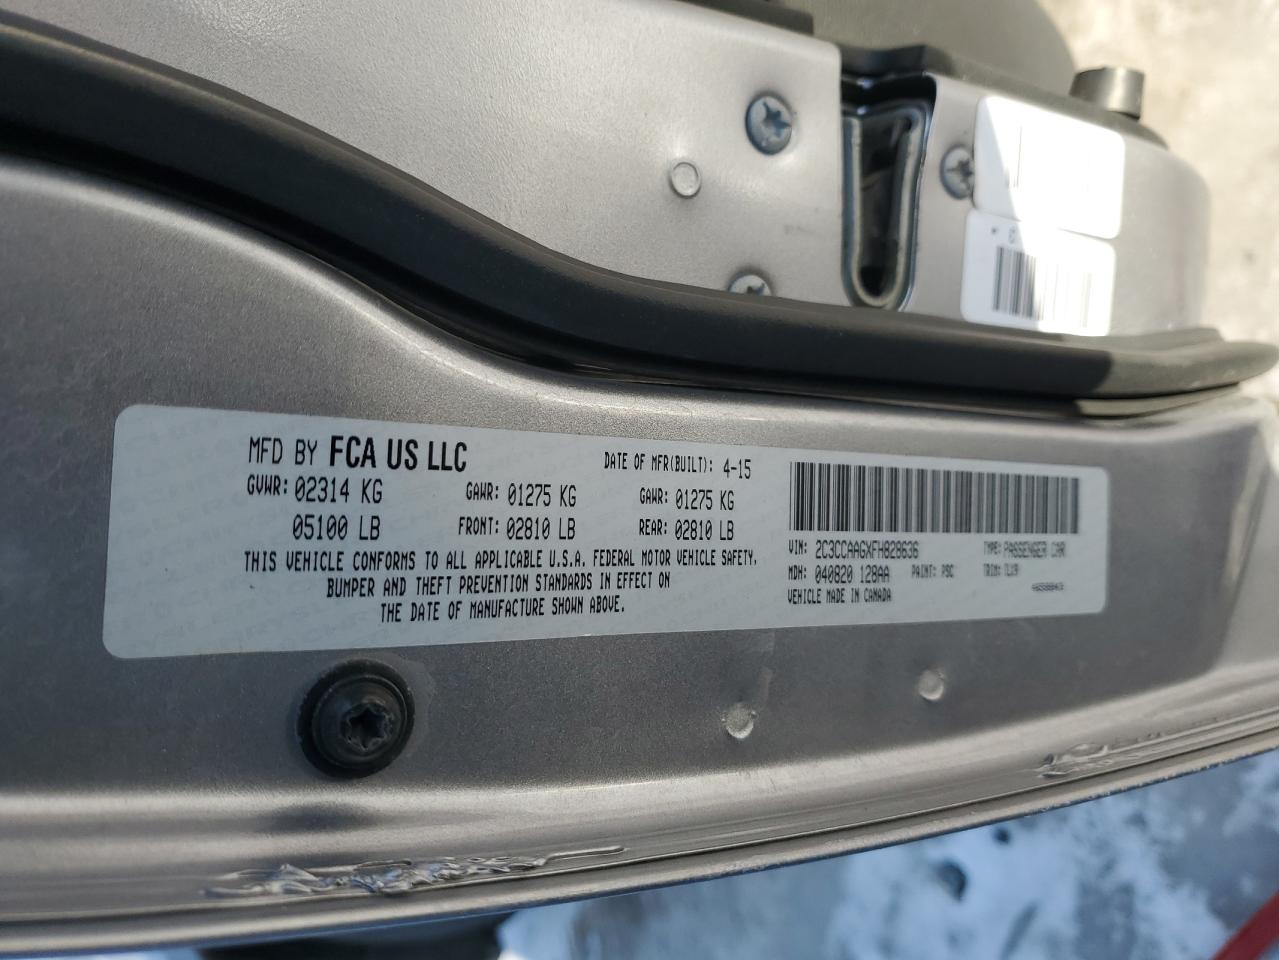 MFD BY FCA US LLC
DATE OF MFR(BUILT): 4-15
GVWR: 02314 KG GAWR: 01275 KG GAWR: 01275 KG
05100 LB FRONT: 02810 LB REAR: 02810 LB
THIS VEHICLE CONFORMS TO ALL APPLICABLE U.S.A. FEDERAL MOTOR VEHICLE SAFETY,
BUMPER AND THEFT PREVENTION STANDARDS IN EFFECT ON
THE DATE OF MANUFACTURE SHOWN ABOVE.
VIN: 2C3CCAAGXFH828636 TYPE: PASSENGER CAR
MDH: 040820 128AA PAINT: PSC TRIM: IL19
VEHICLE MADE IN CANADA